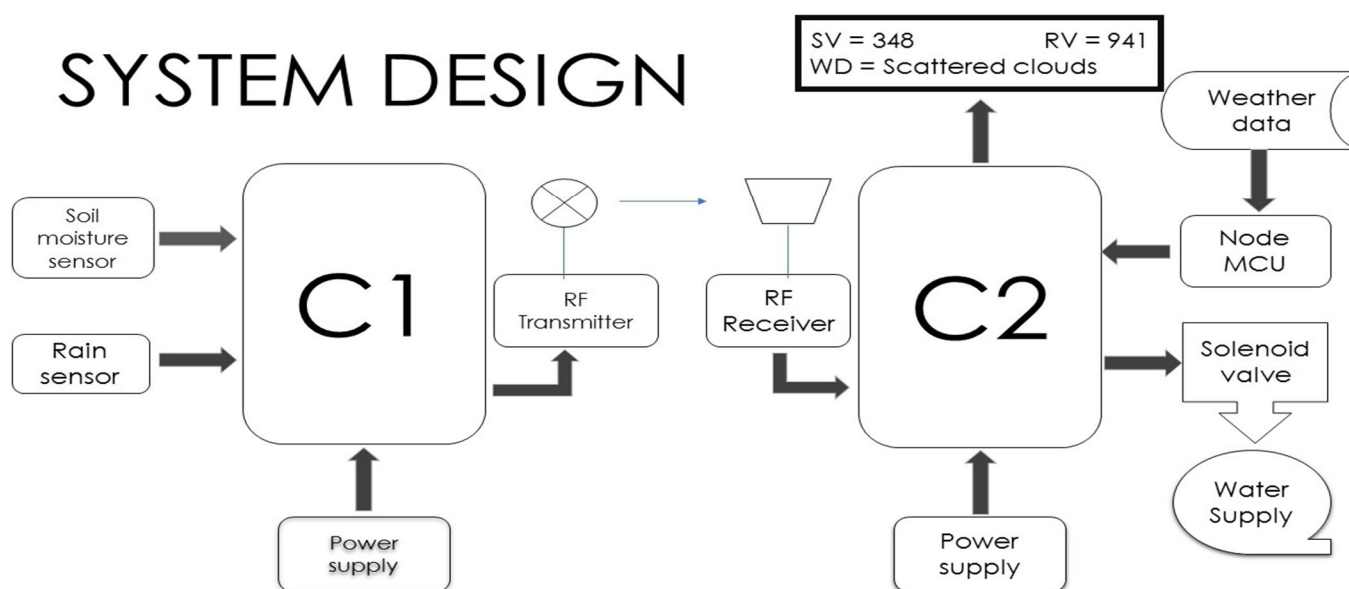 SYSTEM DESIGN
SV = 348 RV = 941
WD = Scattered clouds
Weather
data
Soil
moisture
sensor
C1
C2
Node
MCU
RF
Transmitter
RF
Receiver
Rain
sensor
Solenoid
valve
Water
Supply
Power
supply
Power
supply